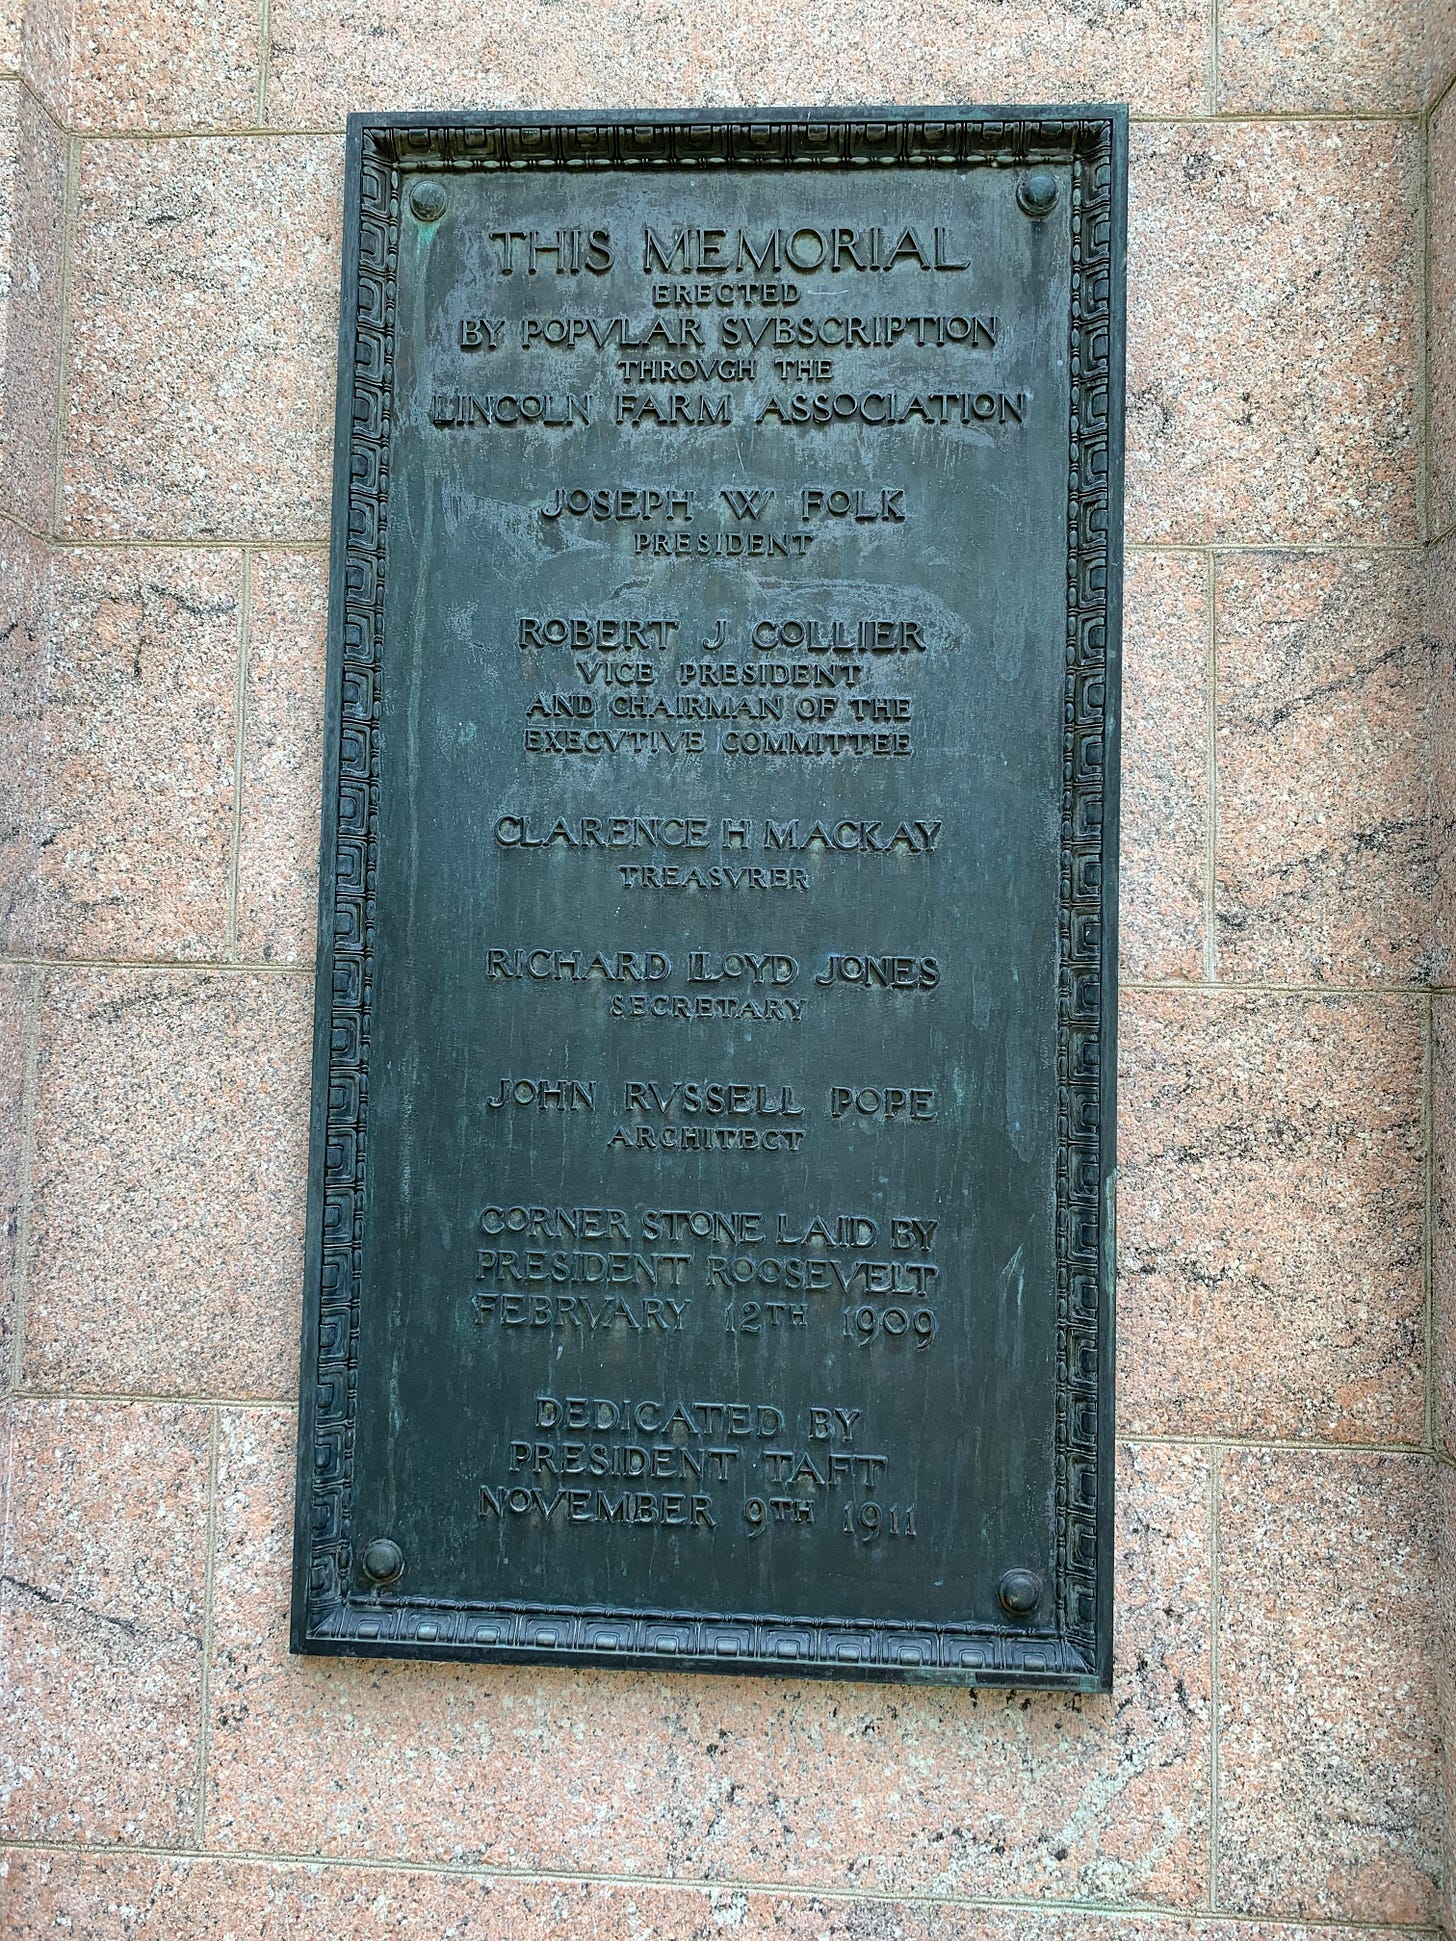 THIS MEMORIAL
ERECTED
BY POPVLAR SVBSCRIPTION
THROVGH THE
LINCOLN FARM ASSOCIATION
JOSEPH W FOLK
PRESIDENT
ROBERT J COLLIER
VICE PRESIDENT
AND CHAIRMAN OF THE
EXECVTIVE COMMITTEE
CLARENCE H MACKAY
TREASVRER
RICHARD LLOYD JONES
SECRETARY
JOHN RVSSELL POPE
ARCHITECT
CORNER STONE LAID BY
PRESIDENT ROOSEVELT
FEBRVARY 12TH 1909
DEDICATED BY
PRESIDENT TAFT
NOVEMBER 9TH 1911